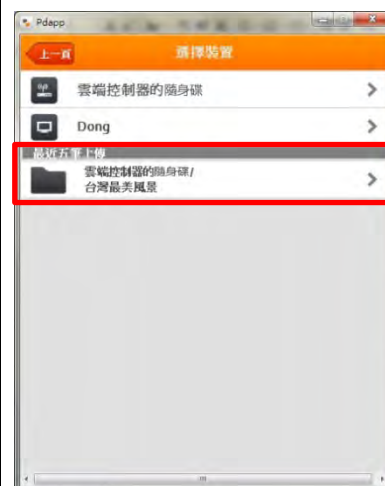 Pdapp
上一頁
選擇裝置
雲端控制器的隨身碟
Dong
最近五筆上傳
雲端控制器的隨身碟/
台灣最美風景